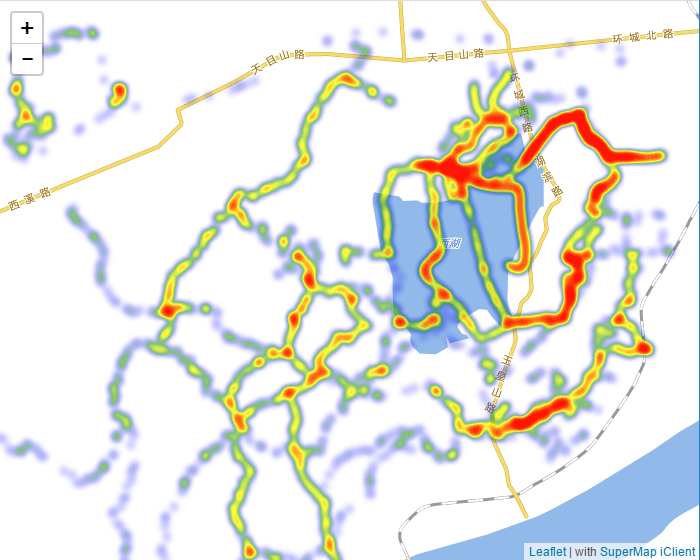 +
−
天目山路
天目山路
环城北路
环城西路
湖滨路
西溪路
西湖
玉皇山路
Leaflet | with SuperMap iClient